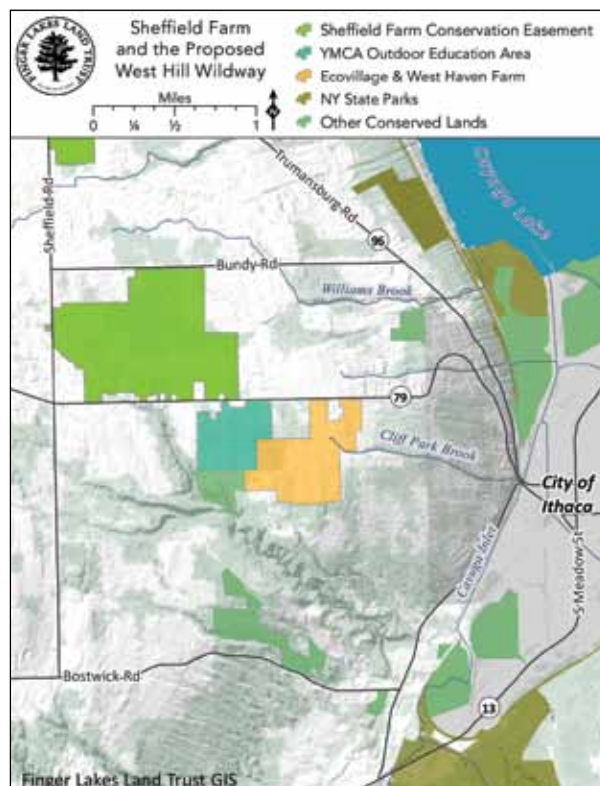 FINGER LAKES LAND TRUST
Sheffield Farm
and the Proposed
West Hill Wildway
Miles
0 ¼ ½ 1
N
Sheffield Farm Conservation Easement
YMCA Outdoor Education Area
Ecovillage & West Haven Farm
NY State Parks
Other Conserved Lands
Sheffield-Rd
Trumansburg-Rd
Cayuga Lake
96
Bundy-Rd
Williams Brook
79
Cliff Park Brook
City of
Ithaca
Cayuga Inlet
S-Meadow-St
Bostwick-Rd
13
Finger Lakes Land Trust GIS